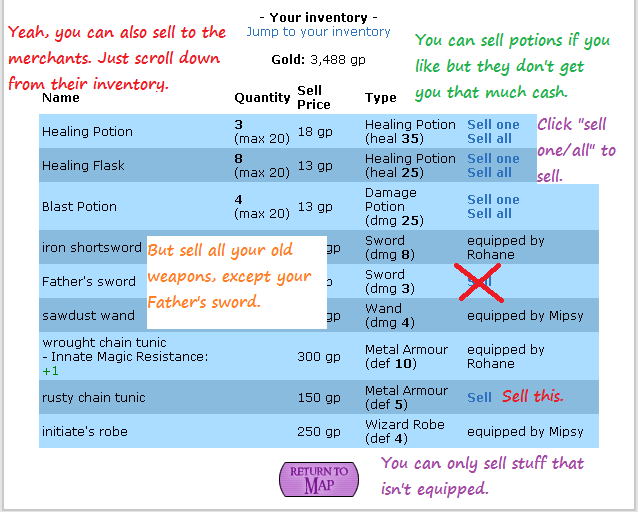 - Your inventory -
Jump to your inventory
Gold: 3,488 gp
Yeah, you can also sell to the
merchants. Just scroll down
from their inventory.
You can sell potions if you
like but they don't get
you that much cash.
Name Quantity Sell Price Type
Healing Potion 3 (max 20) 18 gp Healing Potion (heal 35) Sell one Sell all
Click "sell
one/all" to
sell.
Healing Flask 8 (max 20) 13 gp Healing Potion (heal 25) Sell one Sell all
Blast Potion 4 (max 20) 13 gp Damage Potion (dmg 25) Sell one Sell all
iron shortsword gp Sword (dmg 8) equipped by Rohane
But sell all your old
weapons, except your
Father's sword.
Father's sword Sword (dmg 3)
sawdust wand Wand (dmg 4) equipped by Mipsy
wrought chain tunic
- Innate Magic Resistance:
+1
300 gp Metal Armour (def 10) equipped by Rohane
rusty chain tunic 150 gp Metal Armour (def 5) Sell Sell this.
initiate's robe 250 gp Wizard Robe (def 4) equipped by Mipsy
RETURN TO
MAP
You can only sell stuff that
isn't equipped.